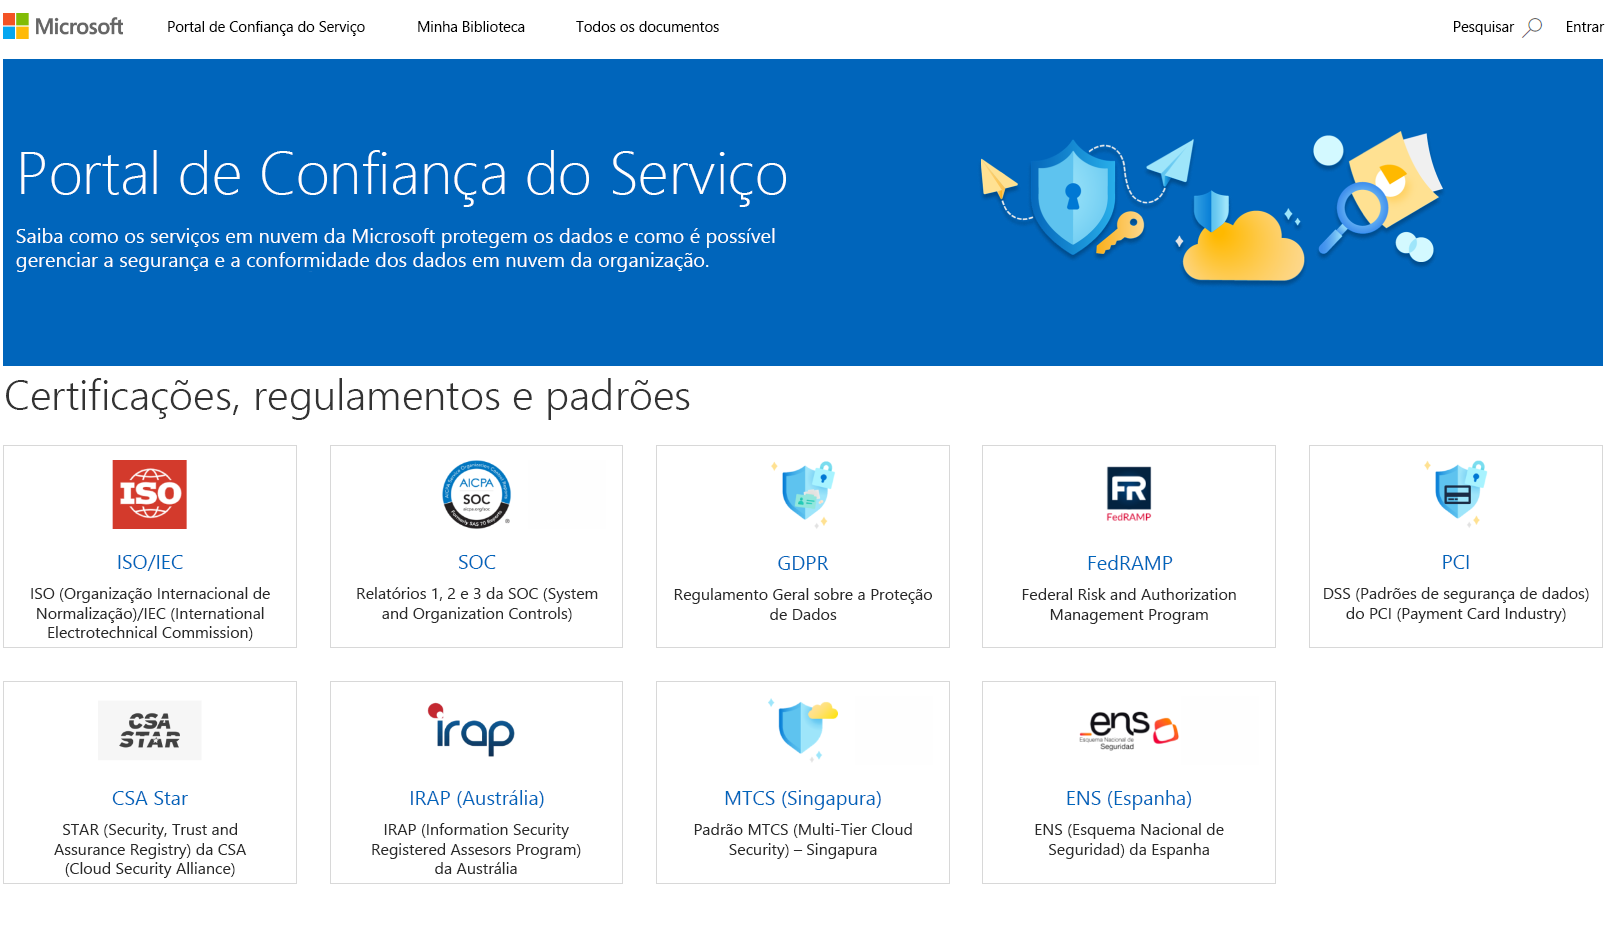 Microsoft
Portal de Confiança do Serviço
Minha Biblioteca
Todos os documentos
Pesquisar
Entrar
Portal de Confiança do Serviço
Saiba como os serviços em nuvem da Microsoft protegem os dados e como é possível
gerenciar a segurança e a conformidade dos dados em nuvem da organização.
Certificações, regulamentos e padrões
ISO
ISO/IEC
ISO (Organização Internacional de
Normalização)/IEC (International
Electrotechnical Commission)
AICPA
SOC
aicpa.org/soc
Formerly SAS 70 Reports
SOC
Relatórios 1, 2 e 3 da SOC (System
and Organization Controls)
GDPR
Regulamento Geral sobre a Proteção
de Dados
FR
FedRAMP
FedRAMP
Federal Risk and Authorization
Management Program
PCI
DSS (Padrões de segurança de dados)
do PCI (Payment Card Industry)
CSA
STAR
CSA Star
STAR (Security, Trust and
Assurance Registry) da CSA
(Cloud Security Alliance)
irap
IRAP (Austrália)
IRAP (Information Security
Registered Assesors Program)
da Austrália
MTCS (Singapura)
Padrão MTCS (Multi-Tier Cloud
Security) – Singapura
ens
Esquema Nacional de
Seguridad
ENS (Espanha)
ENS (Esquema Nacional de
Seguridad) da Espanha